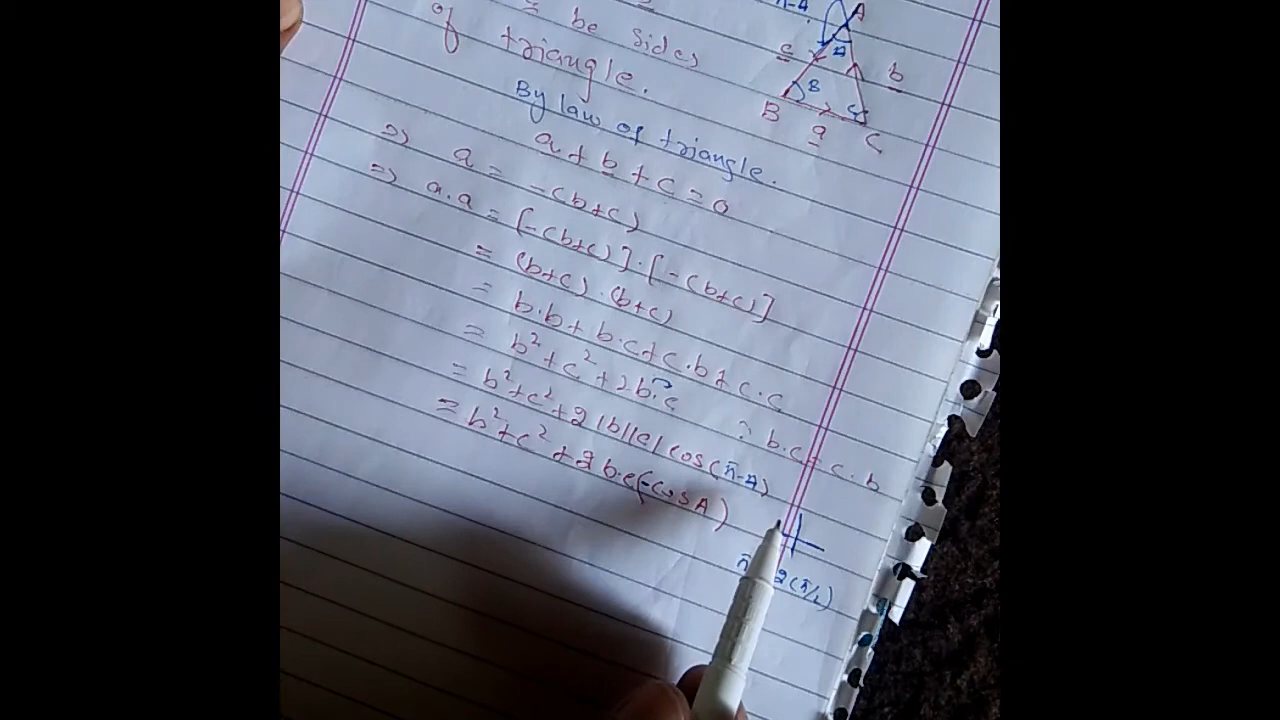 be sides
of triangle.
By law of triangle.
a + b + c = 0
⇒ a = -(b+c)
⇒ a.a = [-(b+c)].[-(b+c)]
= (b+c).(b+c)
= b.b + b.c + c.b + c.c
= b² + c² + 2b.c ∵ b.c = c.b
= b² + c² + 2|b||c| cos(π-A)
= b² + c² + 2 b.c(-cosA)
π-A
A
c
A
b
B
B
C
a
C
2(π/2)